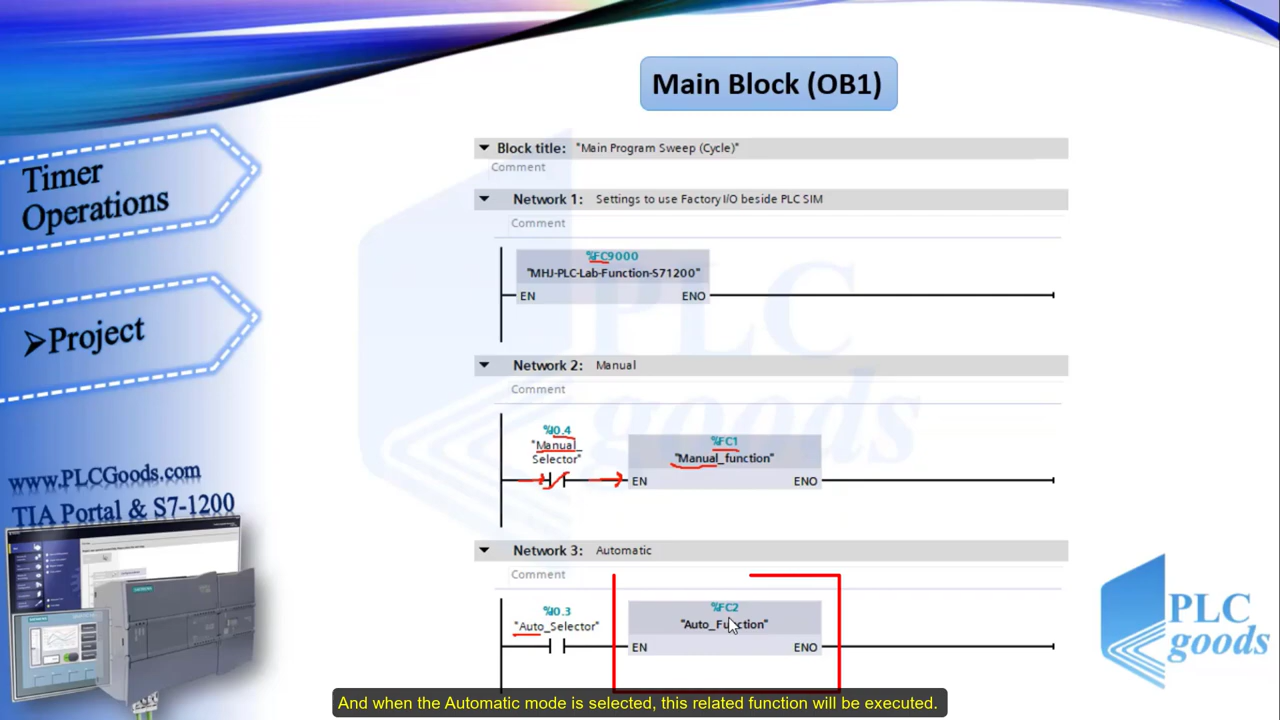 Main Block (OB1)
Timer
Operations
➢Project
www.PLCGoods.com
TIA Portal & S7-1200
Block title: "Main Program Sweep (Cycle)"
Comment
Network 1: Settings to use Factory I/O beside PLC SIM
Comment
%FC9000
"MHJ-PLC-Lab-Function-S71200"
EN ENO
Network 2: Manual
Comment
%I0.4
"Manual_
Selector"
%FC1
"Manual_function"
EN ENO
Network 3: Automatic
Comment
%I0.3
"Auto_Selector"
%FC2
"Auto_Function"
EN ENO
PLC
goods
PLC
goods
SIEMENS
And when the Automatic mode is selected, this related function will be executed.